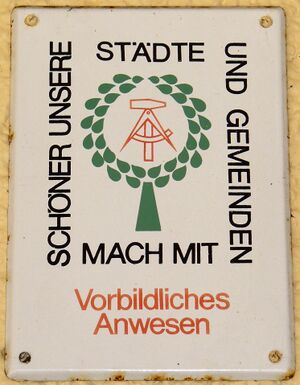 SCHÖNER UNSERE
STÄDTE
UND GEMEINDEN
MACH MIT
Vorbildliches
Anwesen